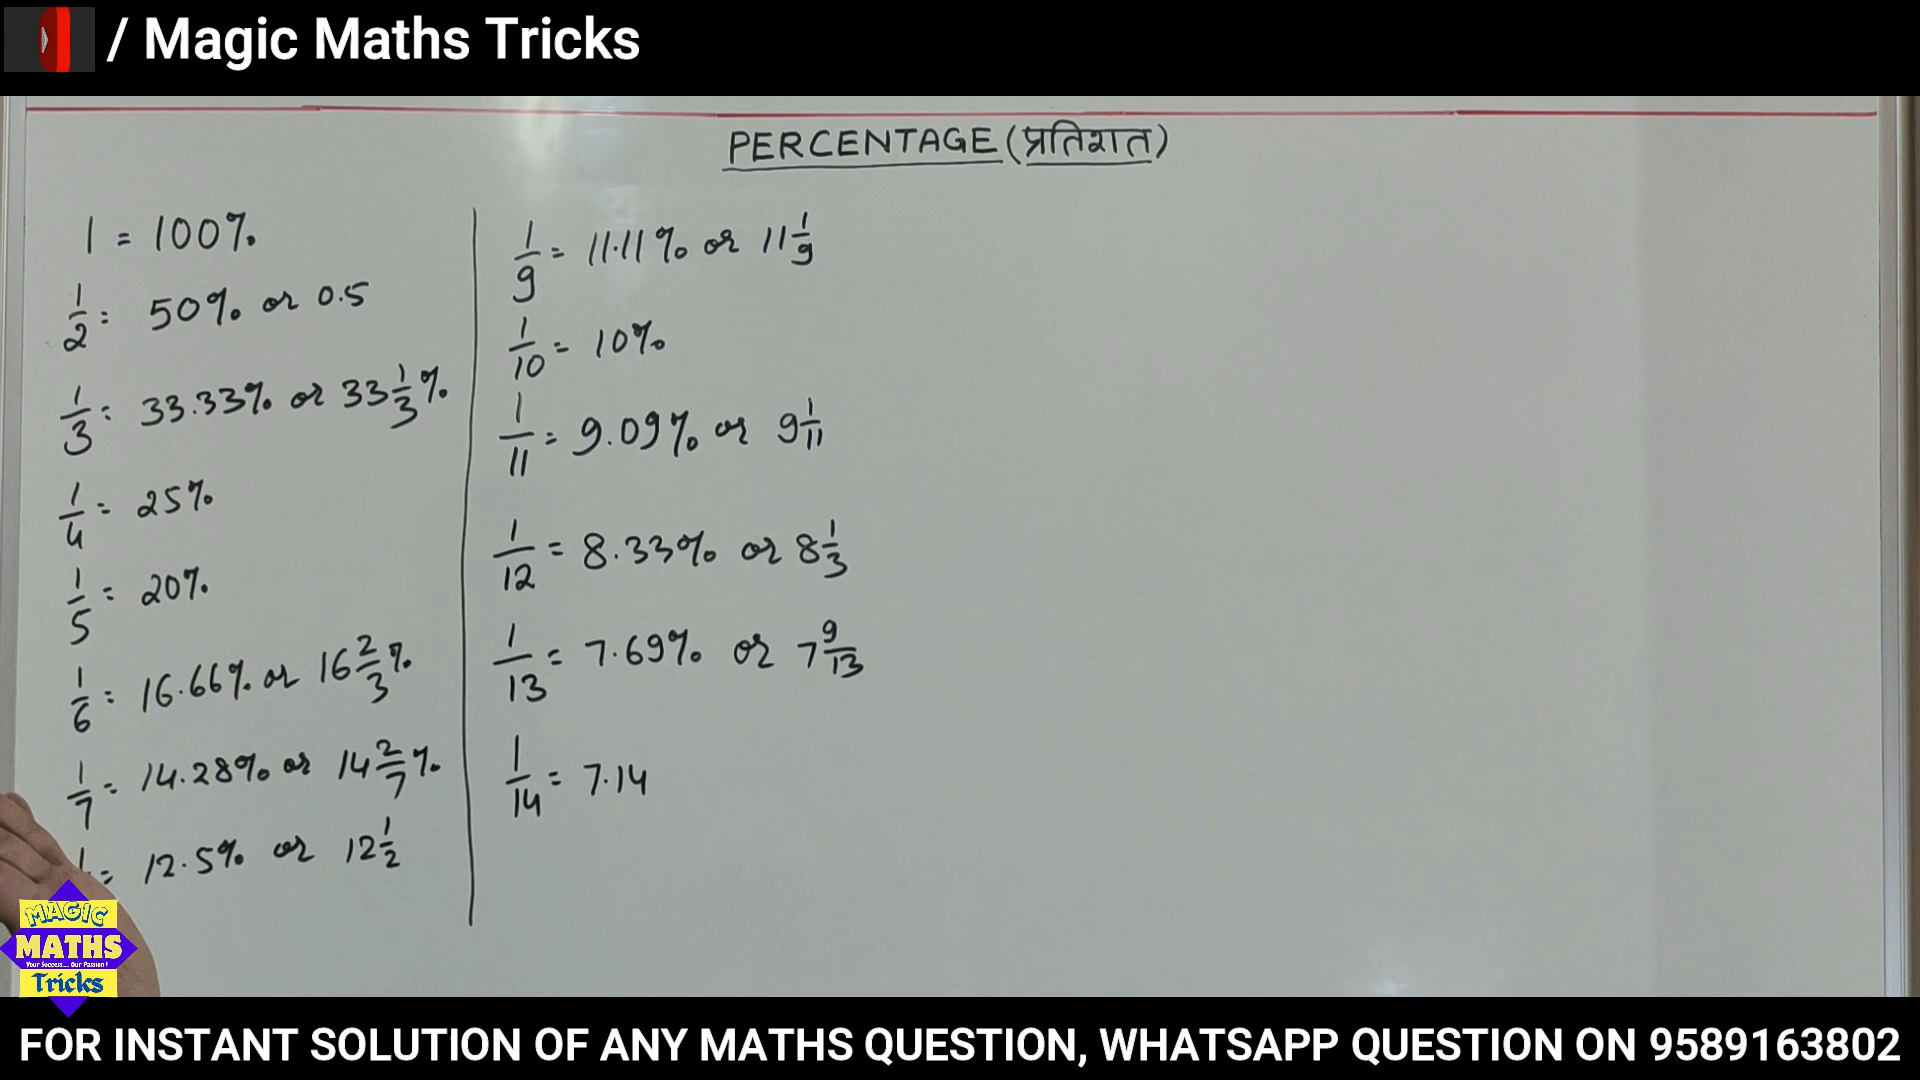 / Magic Maths Tricks
PERCENTAGE (प्रतिशत)
1 = 100%
1/2 = 50% or 0.5
1/3 = 33.33% or 33 1/3 %
1/4 = 25%
1/5 = 20%
1/6 = 16.66% or 16 2/3 %
1/7 = 14.28% or 14 2/7 %
= 12.5% or 12 1/2
1/9 = 11.11% or 11 1/9
1/10 = 10%
1/11 = 9.09% or 9 1/11
1/12 = 8.33% or 8 1/3
1/13 = 7.69% or 7 9/13
1/14 = 7.14
MAGIC
MATHS
Your Success.... Our Passion!
Tricks
FOR INSTANT SOLUTION OF ANY MATHS QUESTION, WHATSAPP QUESTION ON 9589163802